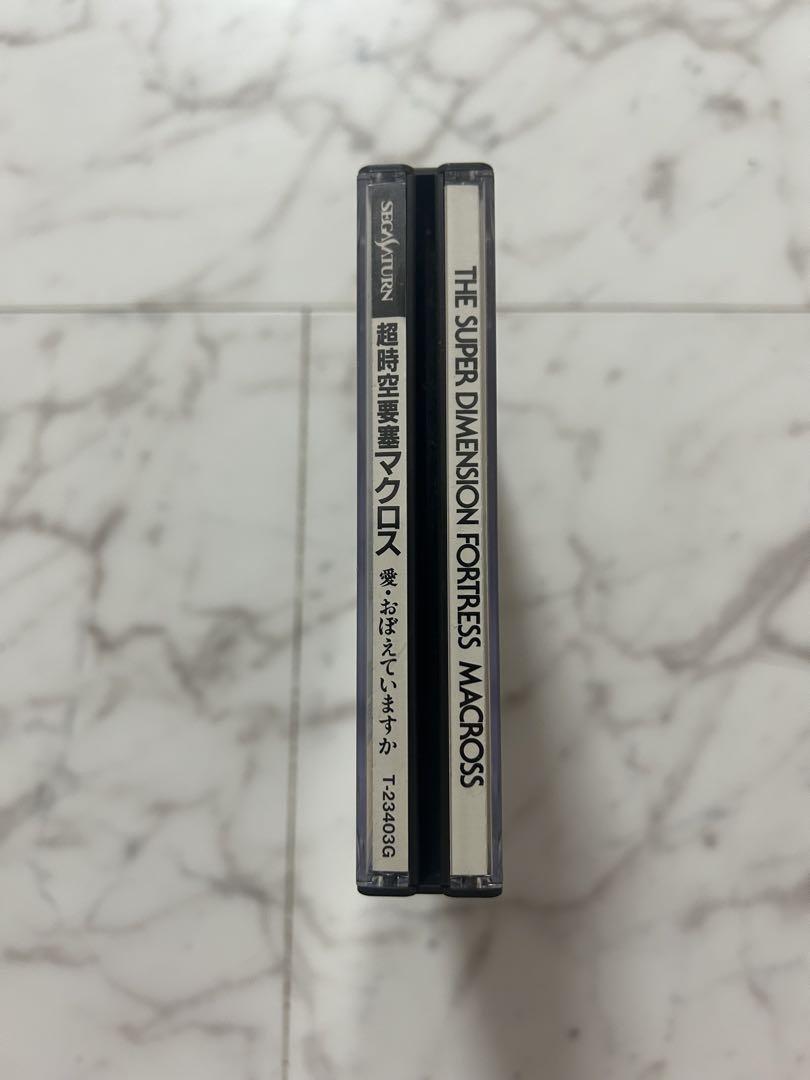 SEGA SATURN
超時空要塞マクロス
愛・おぼえていますか
T-23403G
THE SUPER DIMENSION FORTRESS MACROSS